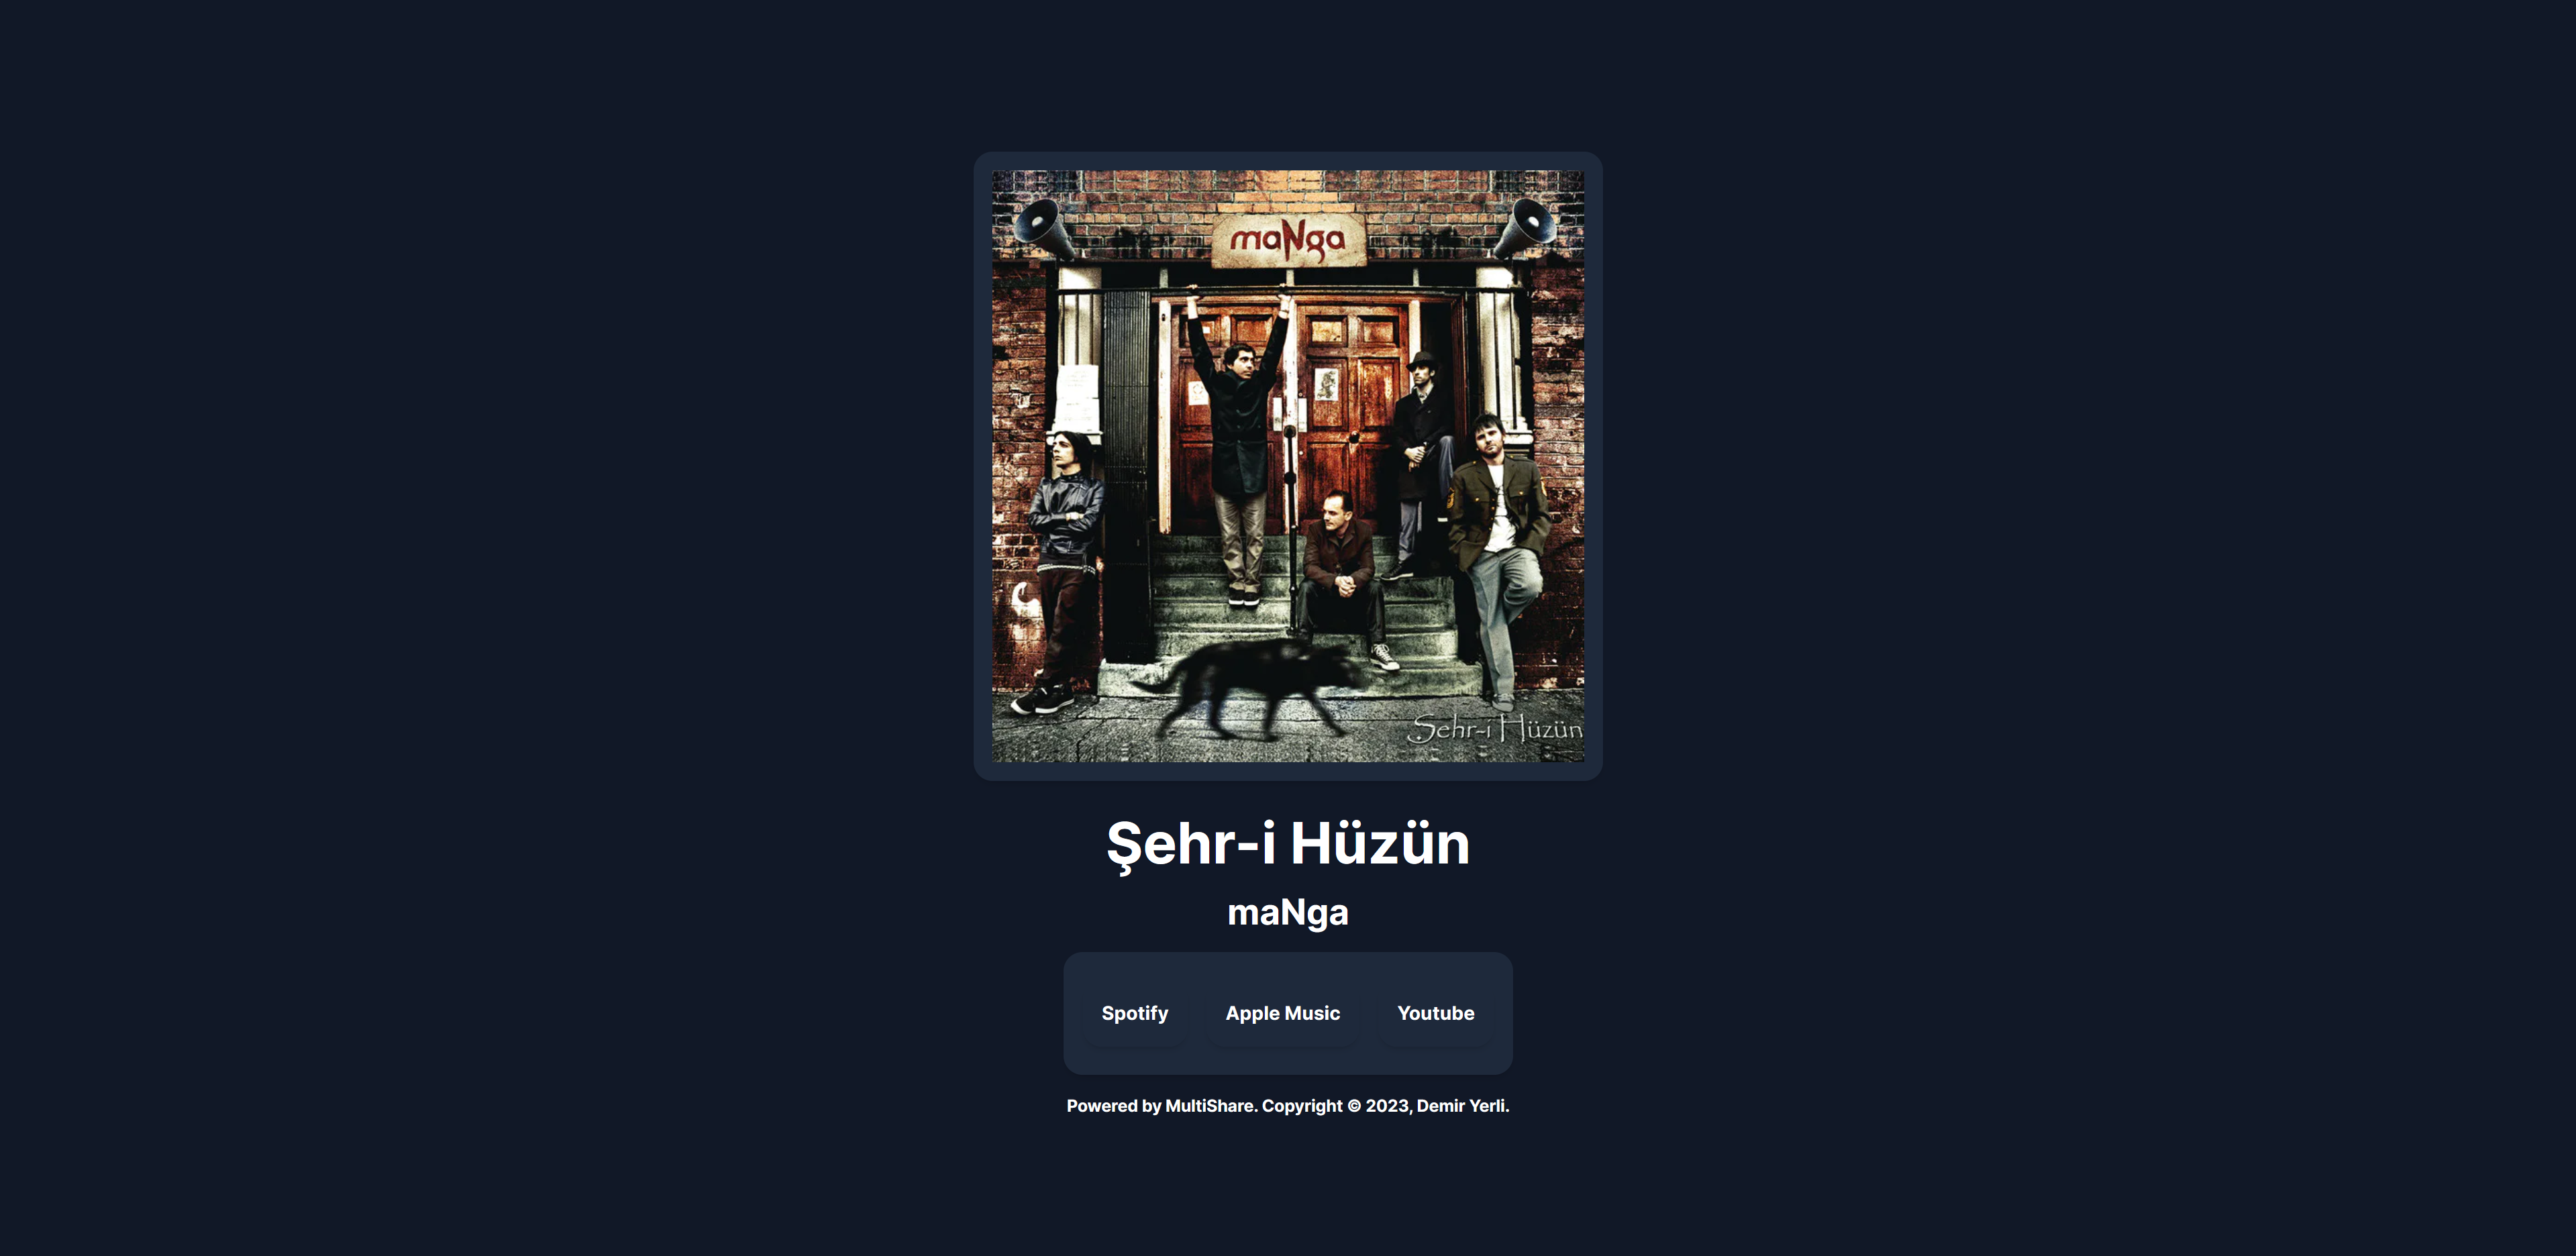 maNga
Şehr-i Hüzün
Şehr-i Hüzün
maNga
Spotify
Apple Music
Youtube
Powered by MultiShare. Copyright © 2023, Demir Yerli.